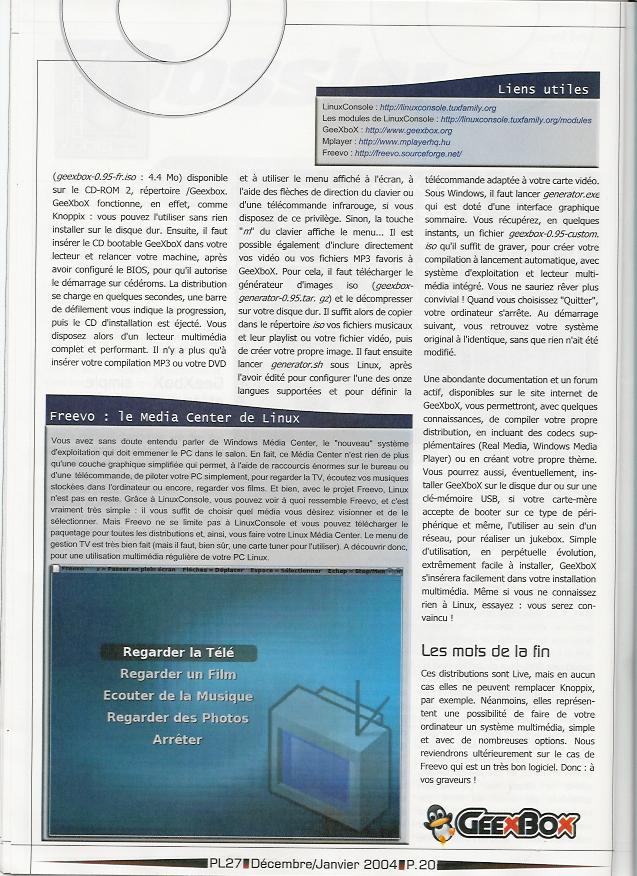 Liens utiles
LinuxConsole : http://linuxconsole.tuxfamily.org
Les modules de LinuxConsole : http://linuxconsole.tuxfamily.org/modules
GeeXboX : http://www.geexbox.org
Mplayer : http://www.mplayerhq.hu
Freevo : http://freevo.sourceforge.net/
(geexbox-0.95-fr.iso : 4.4 Mo) disponible
sur le CD-ROM 2, répertoire /Geexbox.
GeeXboX fonctionne, en effet, comme
Knoppix : vous pouvez l'utiliser sans rien
installer sur le disque dur. Ensuite, il faut
insérer le CD bootable GeeXboX dans votre
lecteur et relancer votre machine, après
avoir configuré le BIOS, pour qu'il autorise
le démarrage sur cédéroms. La distribution
se charge en quelques secondes, une barre
de défilement vous indique la progression,
puis le CD d'installation est éjecté. Vous
disposez alors d'un lecteur multimédia
complet et performant. Il n'y a plus qu'à
insérer votre compilation MP3 ou votre DVD
et à utiliser le menu affiché à l'écran, à
l'aide des flèches de direction du clavier ou
d'une télécommande infrarouge, si vous
disposez de ce privilège. Sinon, la touche
"m" du clavier affiche le menu... Il est
possible également d'inclure directement
vos vidéo ou vos fichiers MP3 favoris à
GeeXboX. Pour cela, il faut télécharger le
générateur d'images iso (geexbox-
generator-0.95.tar. gz) et le décompresser
sur votre disque dur. Il suffit alors de copier
dans le répertoire iso vos fichiers musicaux
et leur playlist ou votre fichier vidéo, puis
de créer votre propre image. Il faut ensuite
lancer generator.sh sous Linux, après
l'avoir édité pour configurer l'une des onze
langues supportées et pour définir la
télécommande adaptée à votre carte vidéo.
Sous Windows, il faut lancer generator.exe
qui est doté d'une interface graphique
sommaire. Vous récupérez, en quelques
instants, un fichier geexbox-0.95-custom.
iso qu'il suffit de graver, pour créer votre
compilation à lancement automatique, avec
système d'exploitation et lecteur multi-
média intégré. Vous ne sauriez rêver plus
convivial ! Quand vous choisissez "Quitter",
votre ordinateur s'arrête. Au démarrage
suivant, vous retrouvez votre système
original à l'identique, sans que rien n'ait été
modifié.
Une abondante documentation et un forum
actif, disponibles sur le site internet de
GeeXboX, vous permettront, avec quelques
connaissances, de compiler votre propre
distribution, en incluant des codecs sup-
plémentaires (Real Media, Windows Media
Player) ou en créant votre propre thème.
Vous pourrez aussi, éventuellement, ins-
taller GeeXboX sur le disque dur ou sur une
clé-mémoire USB, si votre carte-mère
accepte de booter sur ce type de péri-
phérique et même, l'utiliser au sein d'un
réseau, pour réaliser un jukebox. Simple
d'utilisation, en perpétuelle évolution,
extrêmement facile à installer, GeeXboX
s'insérera facilement dans votre installation
multimédia. Même si vous ne connaissez
rien à Linux, essayez : vous serez con-
vaincu !
Les mots de la fin
Ces distributions sont Live, mais en aucun
cas elles ne peuvent remplacer Knoppix,
par exemple. Néanmoins, elles représen-
tent une possibilité de faire de votre
ordinateur un système multimédia, simple
et avec de nombreuses options. Nous
reviendrons ultérieurement sur le cas de
Freevo qui est un très bon logiciel. Donc : à
vos graveurs !
Freevo : le Media Center de Linux
Vous avez sans doute entendu parler de Windows Média Center, le "nouveau" système
d'exploitation qui doit emmener le PC dans le salon. En fait, ce Média Center n'est rien de plus
qu'une couche graphique simplifiée qui permet, à l'aide de raccourcis énormes sur le bureau ou
d'une télécommande, de piloter votre PC simplement, pour regarder la TV, écoutez vos musiques
stockées dans l'ordinateur ou encore, regarder vos films. Et bien, avec le projet Freevo, Linux
n'est pas en reste. Grâce à LinuxConsole, vous pouvez voir à quoi ressemble Freevo, et c'est
vraiment très simple : il vous suffit de choisir quel média vous désirez visionner et de le
sélectionner. Mais Freevo ne se limite pas à LinuxConsole et vous pouvez télécharger le
paquetage pour toutes les distributions et, ainsi, vous faire votre Linux Média Center. Le menu de
gestion TV est très bien fait (mais il faut, bien sûr, une carte tuner pour l'utiliser). A découvrir donc,
pour une utilisation multimédia régulière de votre PC Linux.
Freevo z = Passer en plein écran Flèches = Déplacer Espace = Sélectionner Echap = Stop/Men
Regarder la Télé
Regarder un Film
Ecouter de la Musique
Regarder des Photos
Arrêter
GEEXBOX
PL27 Décembre/Janvier 2004 P.20